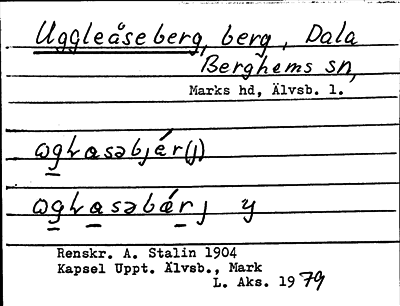 Uggleåseberg, berg, Dala
Berghems sn,
Marks hd, Älvsb. l.
Renskr. A. Stalin 1904
Kapsel Uppt. Älvsb., Mark
L. Aks. 1979